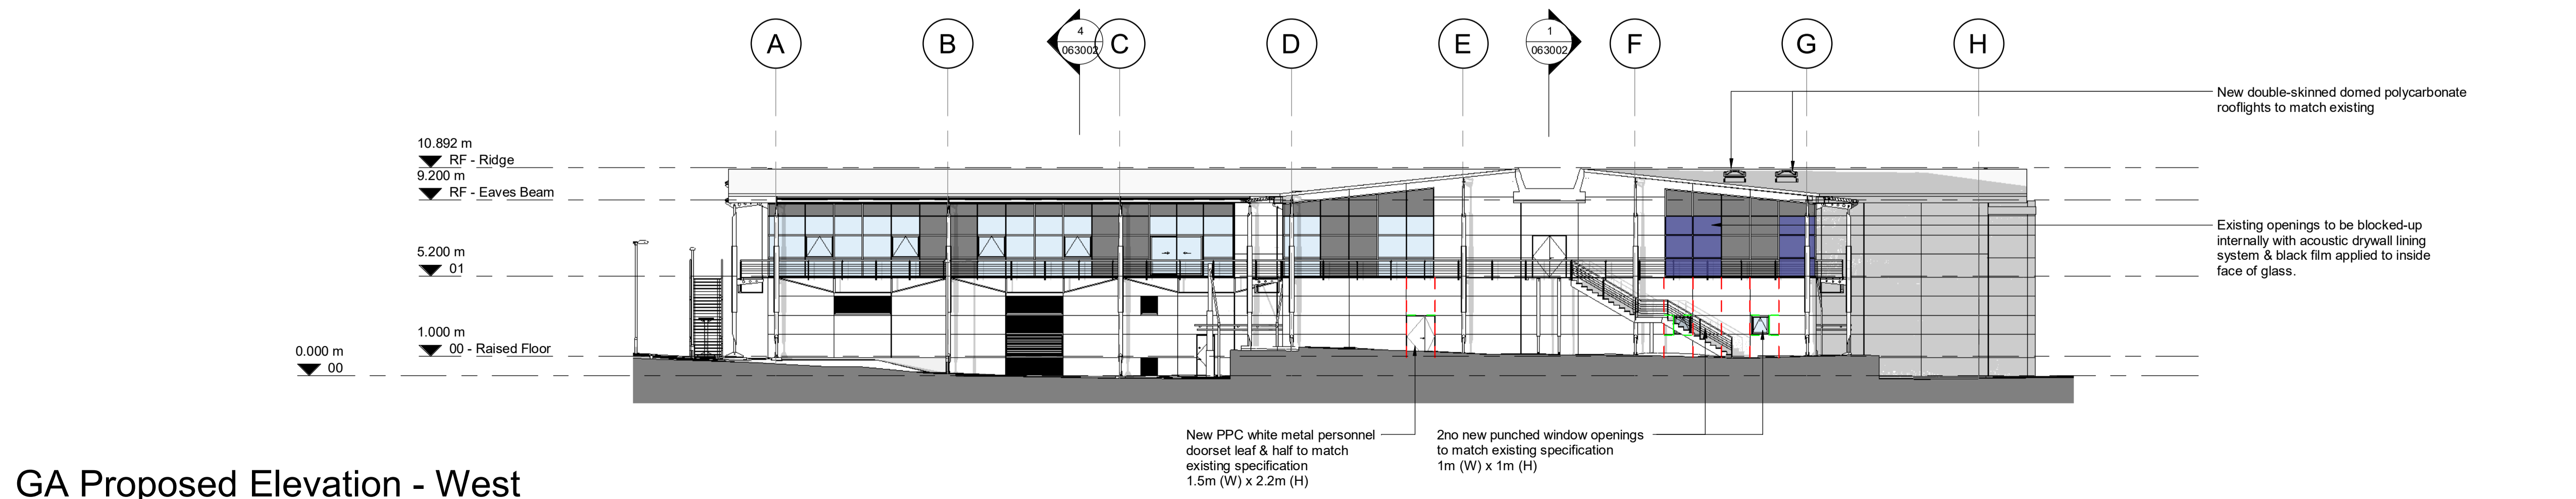 A
B
4
063002
C
D
E
1
063002
F
G
H
New double-skinned domed polycarbonate
rooflights to match existing
10.892 m
RF - Ridge
9.200 m
RF - Eaves Beam
Existing openings to be blocked-up
internally with acoustic drywall lining
system & black film applied to inside
face of glass.
5.200 m
01
1.000 m
00 - Raised Floor
0.000 m
00
New PPC white metal personnel
doorset leaf & half to match
existing specification
1.5m (W) x 2.2m (H)
2no new punched window openings
to match existing specification
1m (W) x 1m (H)
GA Proposed Elevation - West